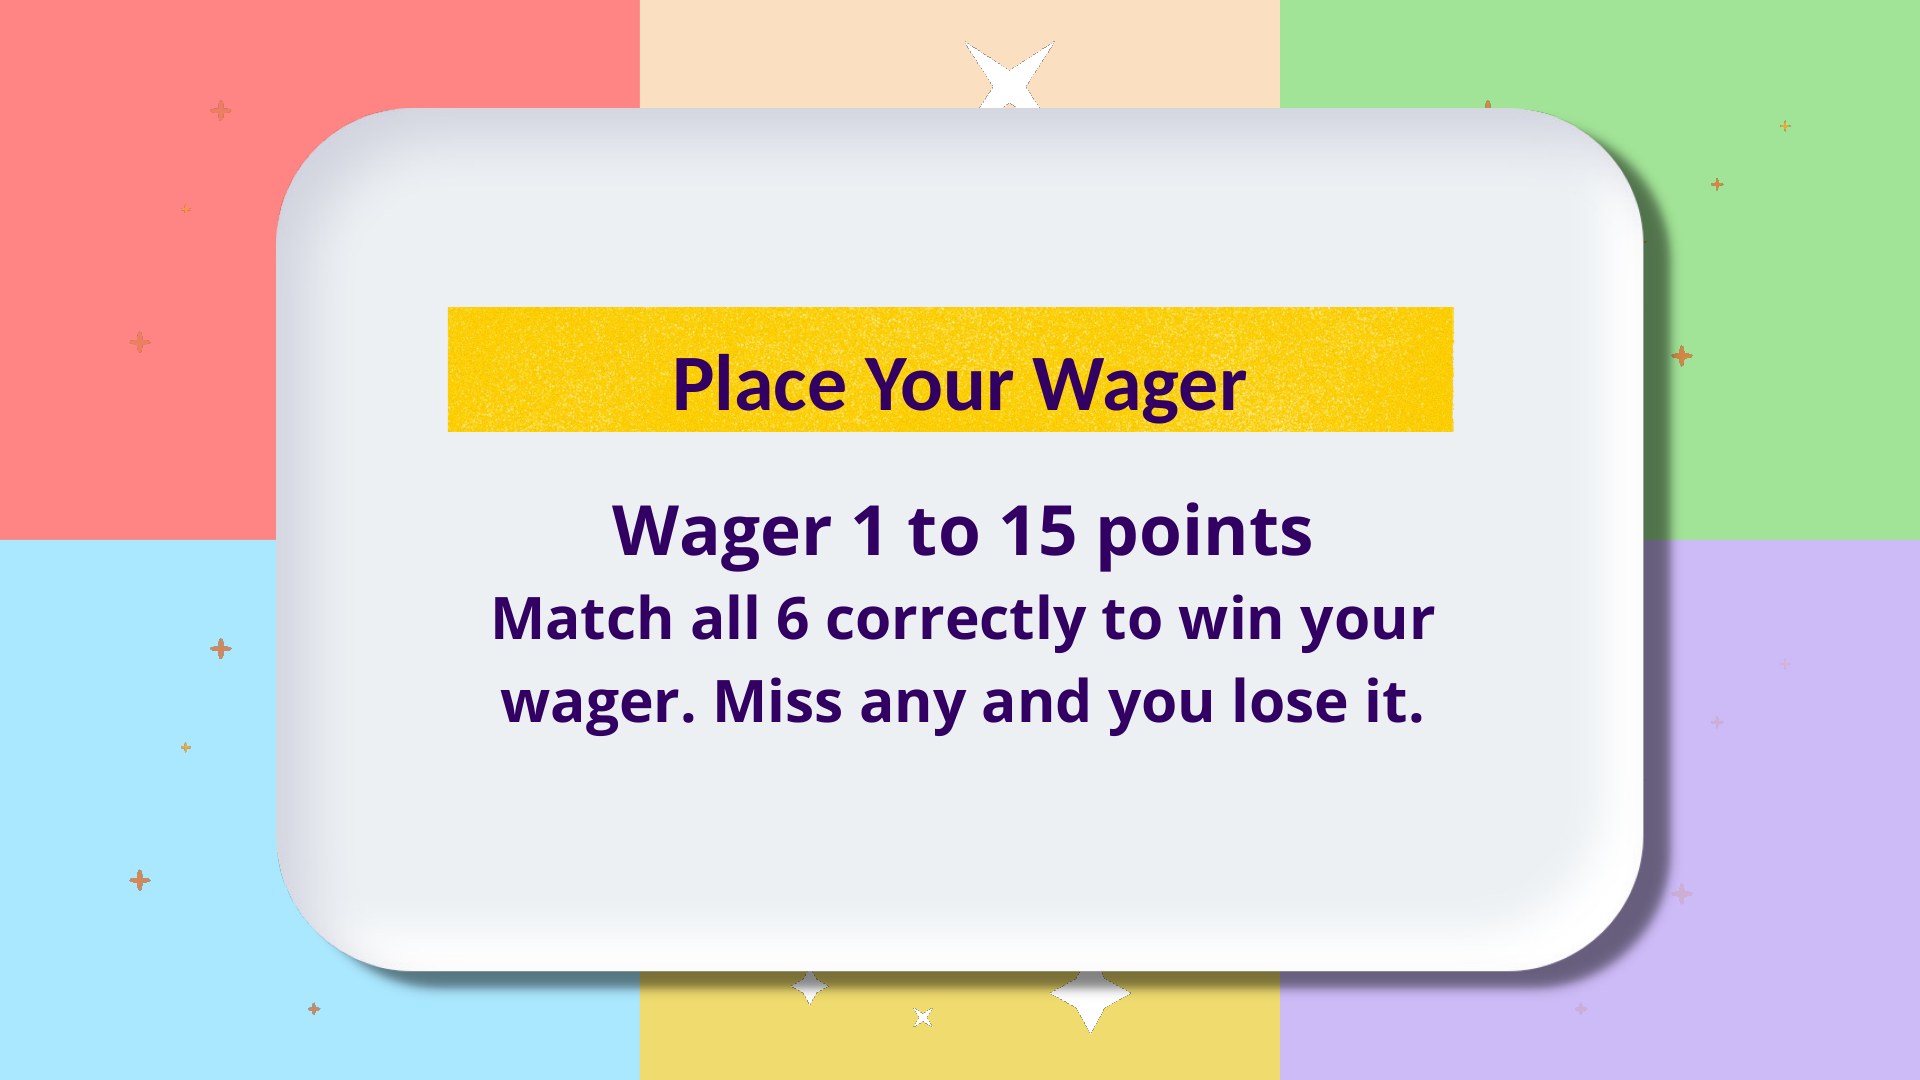 Place Your Wager
Wager 1 to 15 points
Match all 6 correctly to win your
wager. Miss any and you lose it.